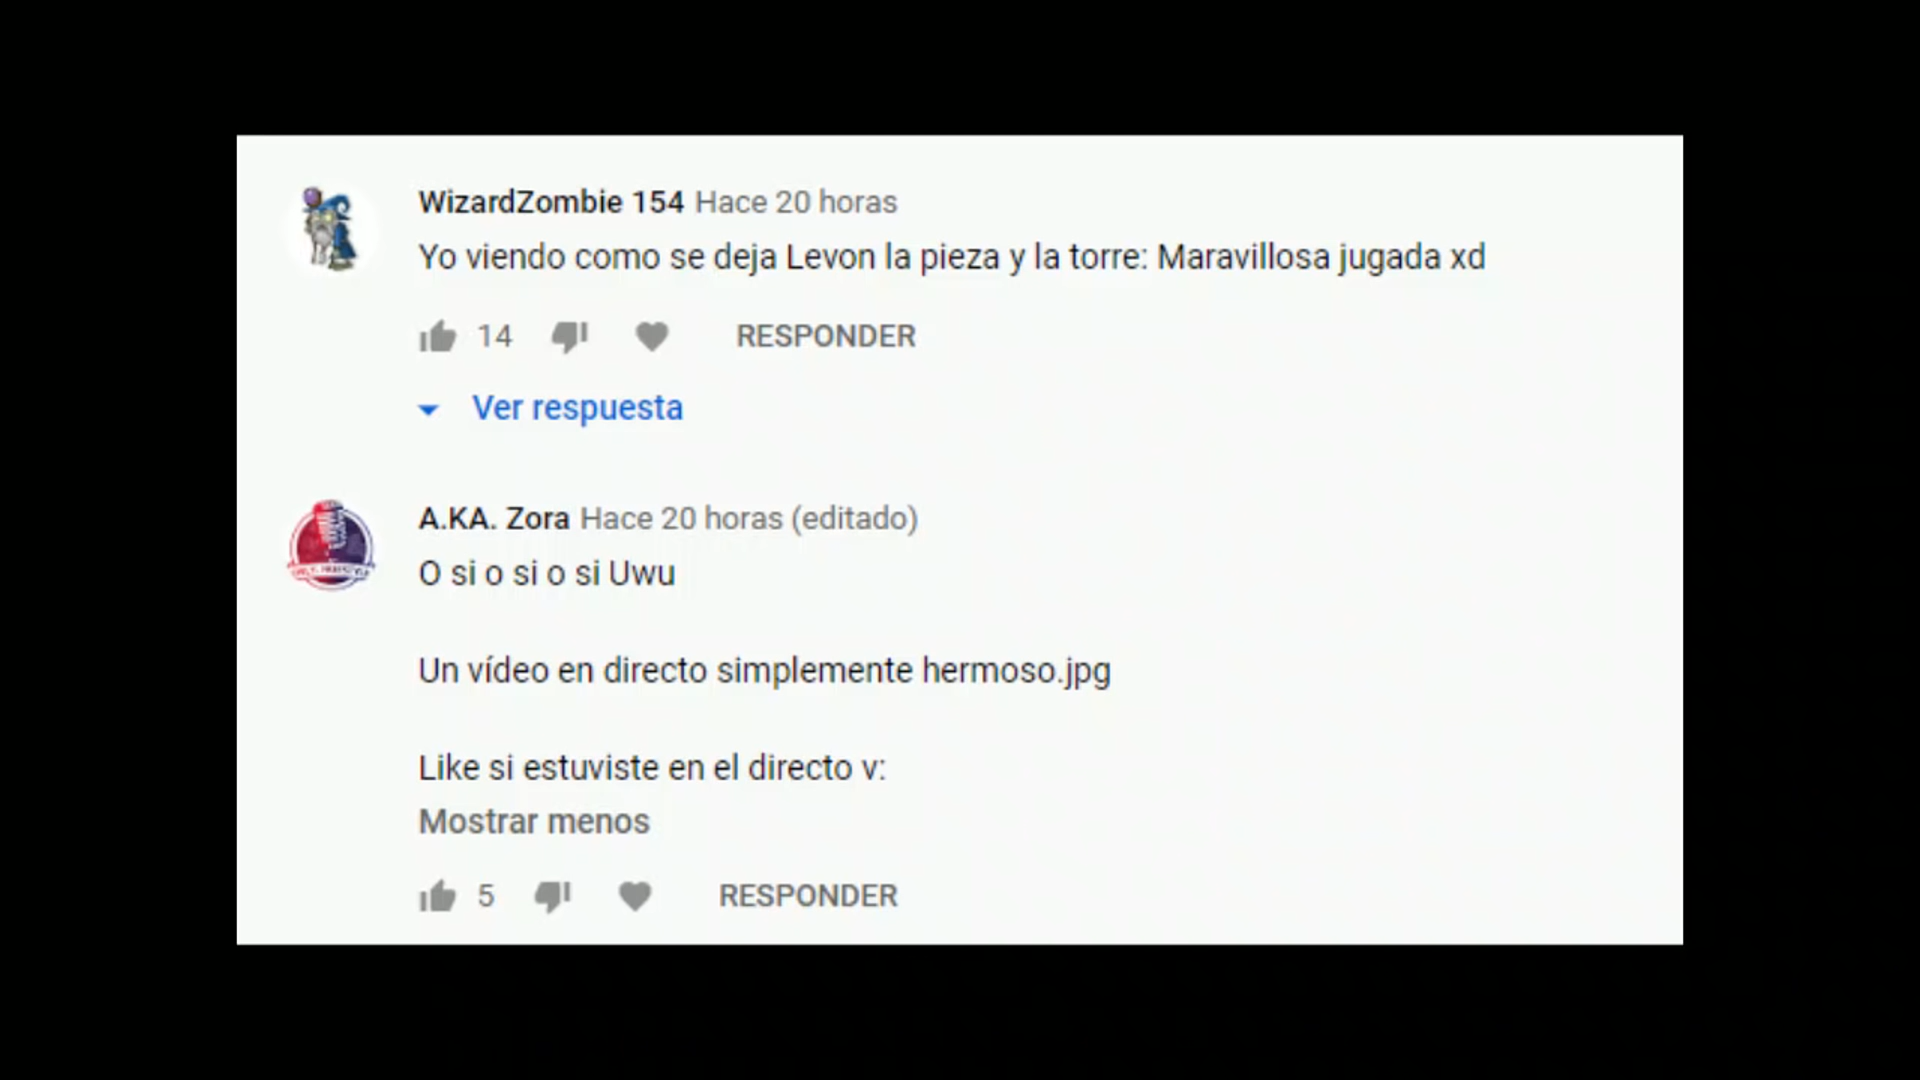 WizardZombie 154 Hace 20 horas
Yo viendo como se deja Levon la pieza y la torre: Maravillosa jugada xd
14 RESPONDER
Ver respuesta
A.KA. Zora Hace 20 horas (editado)
O si o si o si Uwu
Un vídeo en directo simplemente hermoso.jpg
Like si estuviste en el directo v:
Mostrar menos
5 RESPONDER